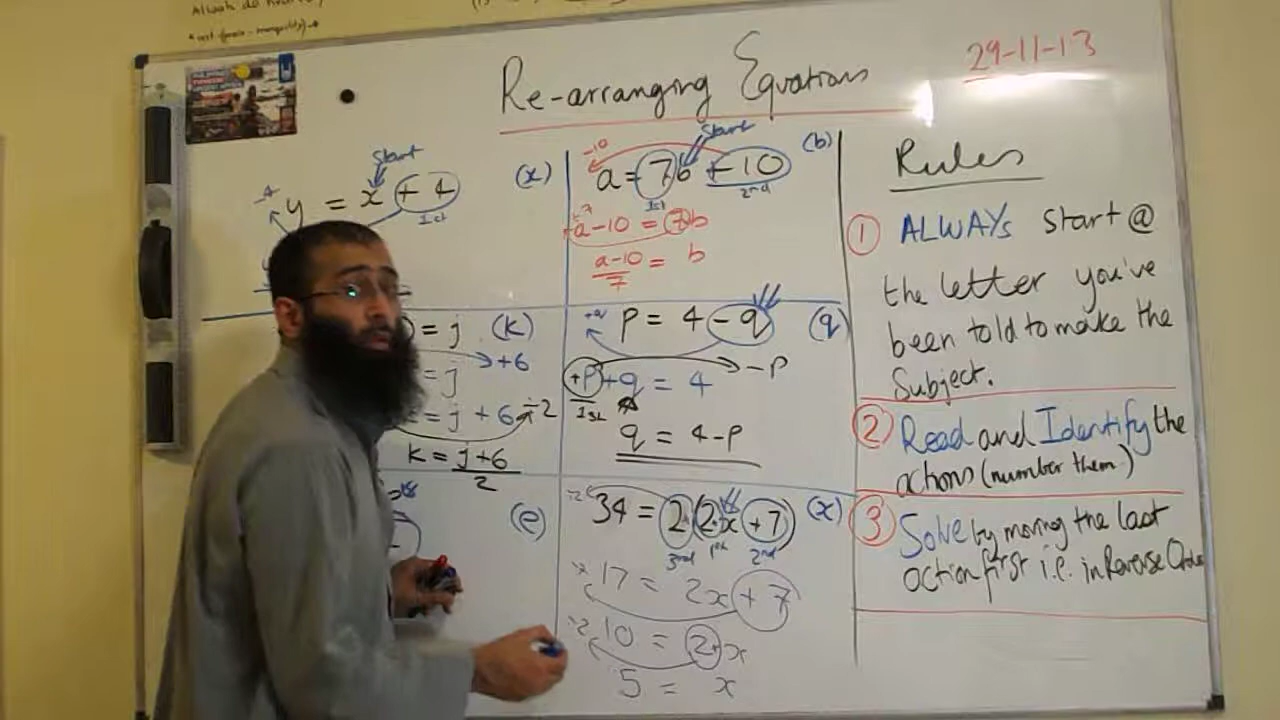 Re-arranging Equations
29-11-13
Start
y = x + 4
1st
(x)
-4
Start
-10
a = 7b + 10
(b)
1st
2nd
÷7
a-10 = 7b
a-10 = b
7
= j
(k)
= j
+6
= j + 6
÷2
k = j+6
2
+q
p = 4 - q
(q)
-p
+p+q = 4
1st
q = 4-p
(e)
÷2
34 = 2(2x + 7)
(x)
3rd
1st
2nd
17 = 2x + 7
÷2
10 = 2x
5 = x
Rules
1 ALWAYS start @
the letter you've
been told to make the
Subject.
2 Read and Identify the
actions (number them)
3 Solve by moving the last
action first i.e. in Reverse Order